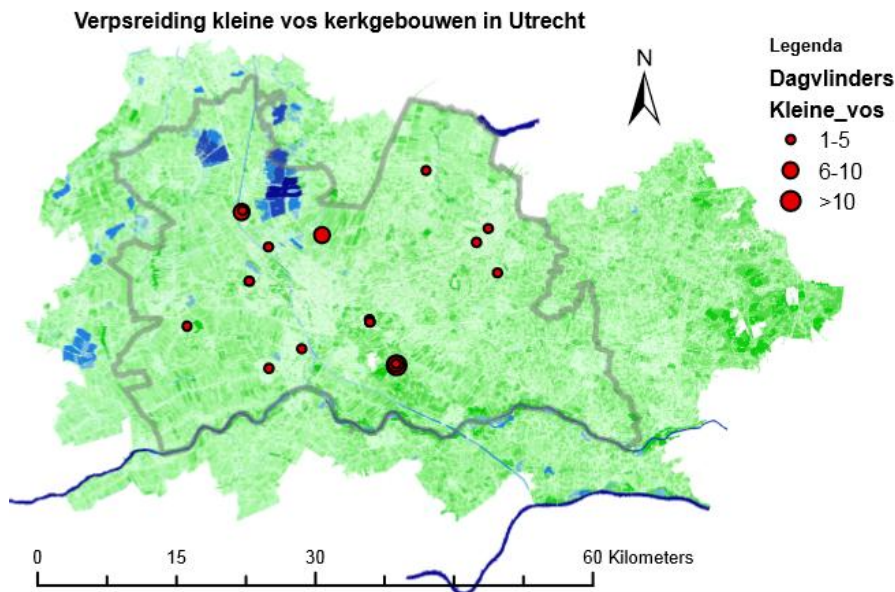 Verpsreiding kleine vos kerkgebouwen in Utrecht
Legenda
Dagvlinders
Kleine_vos
1-5
6-10
>10
N
0 15 30 60 Kilometers